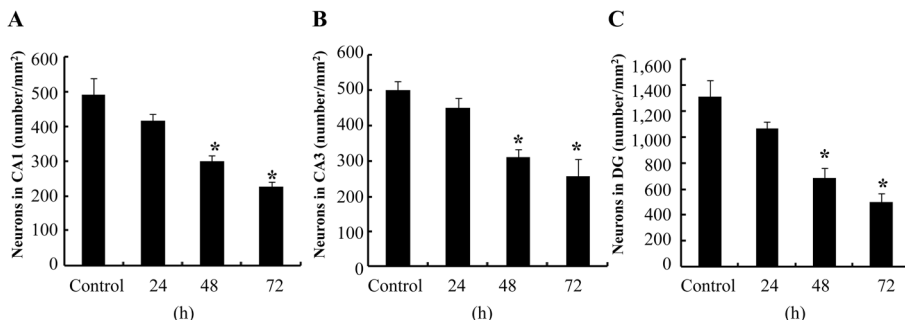 A
Neurons in CA1 (number/mm²)
600
500
400
300
200
100
0
Control 24 48 72
(h)
*
*
B
Neurons in CA3 (number/mm²)
600
500
400
300
200
100
0
Control 24 48 72
(h)
*
*
C
Neurons in DG (number/mm²)
1,600
1,400
1,200
1,000
800
600
400
200
0
Control 24 48 72
(h)
*
*